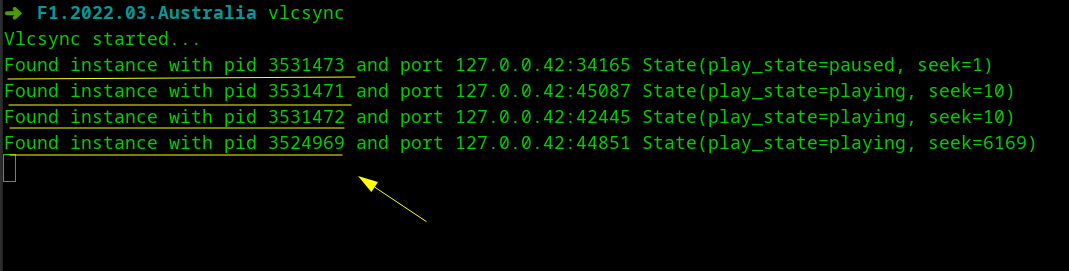 ➜ F1.2022.03.Australia vlcsync
Vlcsync started...
Found instance with pid 3531473 and port 127.0.0.42:34165 State(play_state=paused, seek=1)
Found instance with pid 3531471 and port 127.0.0.42:45087 State(play_state=playing, seek=10)
Found instance with pid 3531472 and port 127.0.0.42:42445 State(play_state=playing, seek=10)
Found instance with pid 3524969 and port 127.0.0.42:44851 State(play_state=playing, seek=6169)